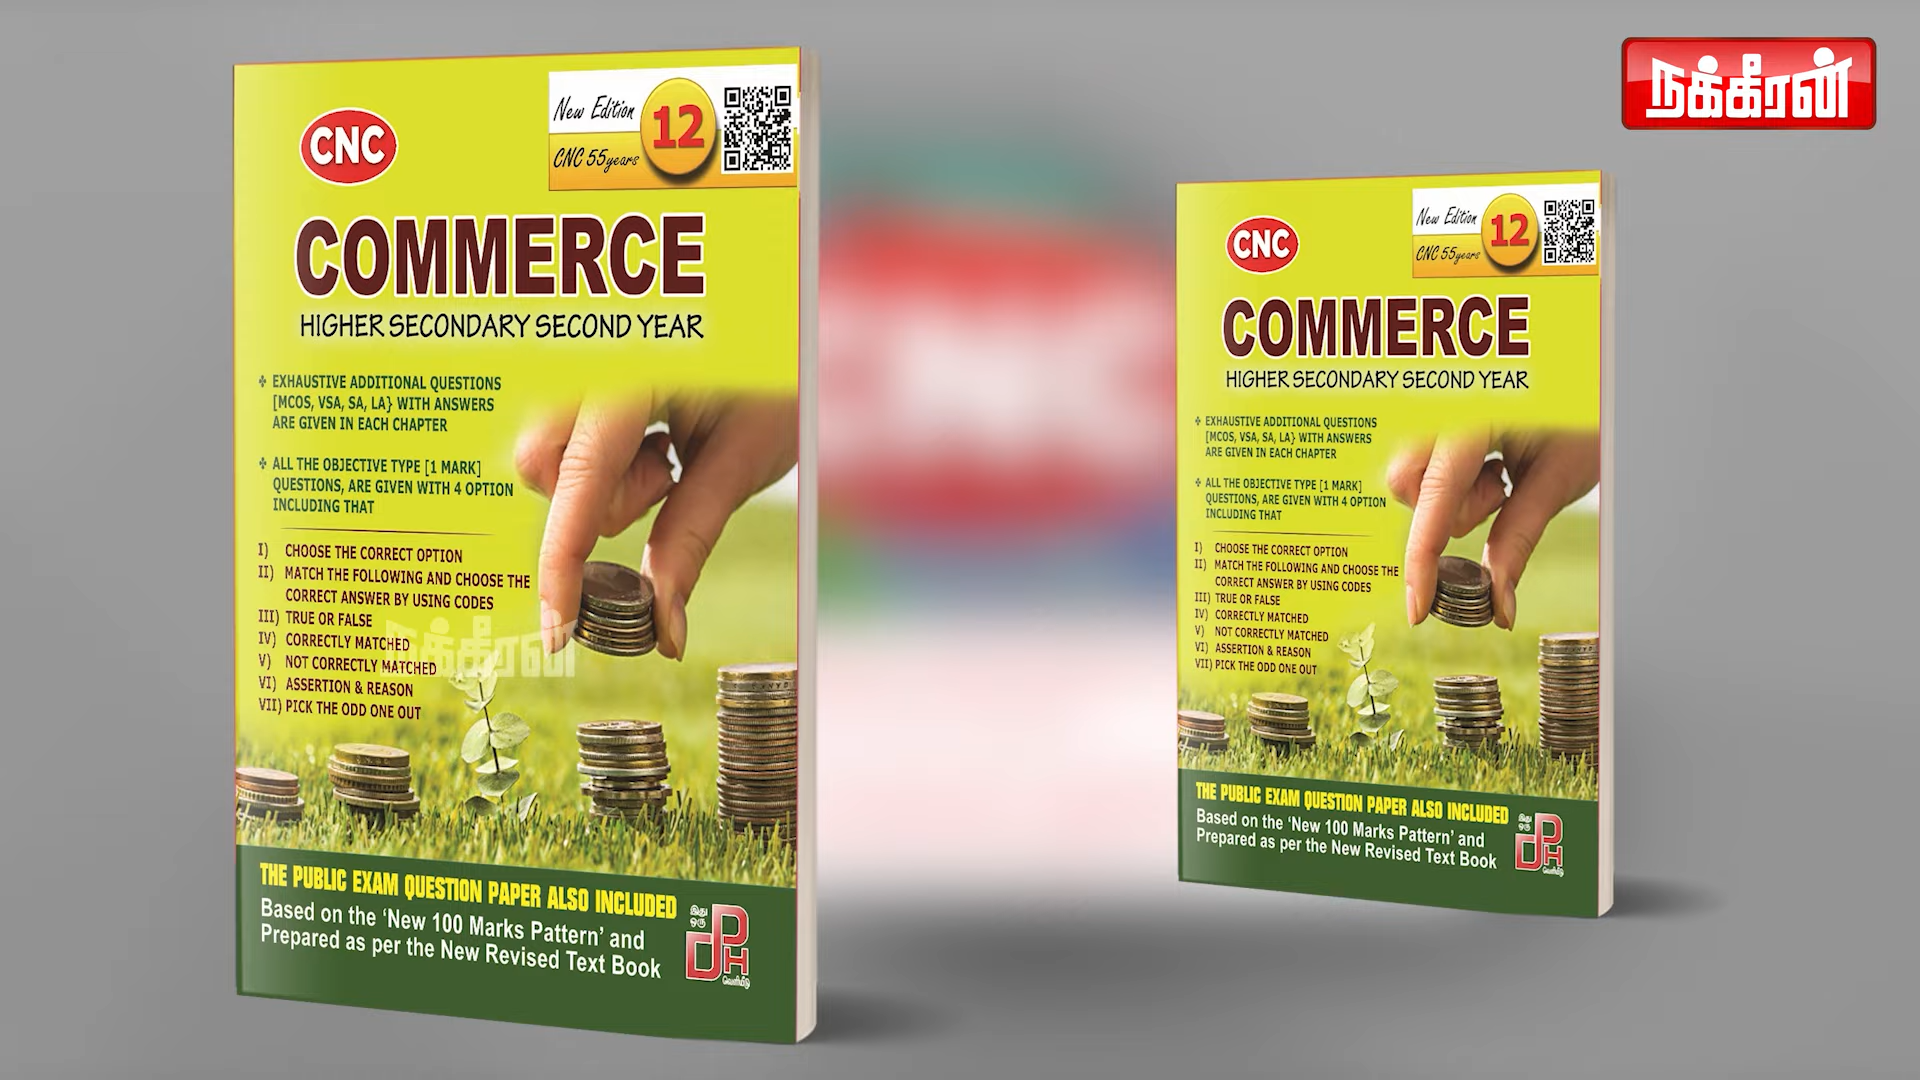 நக்கீரன்
CNC
New Edition
CNC 55years
12
COMMERCE
HIGHER SECONDARY SECOND YEAR
EXHAUSTIVE ADDITIONAL QUESTIONS
[MCOS, VSA, SA, LA} WITH ANSWERS
ARE GIVEN IN EACH CHAPTER
ALL THE OBJECTIVE TYPE [1 MARK]
QUESTIONS, ARE GIVEN WITH 4 OPTION
INCLUDING THAT
I) CHOOSE THE CORRECT OPTION
II) MATCH THE FOLLOWING AND CHOOSE THE
CORRECT ANSWER BY USING CODES
III) TRUE OR FALSE
IV) CORRECTLY MATCHED
V) NOT CORRECTLY MATCHED
VI) ASSERTION & REASON
VII) PICK THE ODD ONE OUT
நக்கீரன்
THE PUBLIC EXAM QUESTION PAPER ALSO INCLUDED
Based on the ‘New 100 Marks Pattern’ and
Prepared as per the New Revised Text Book
இது
ஒரு
DPH
வெளியீடு
CNC
New Edition
CNC 55years
12
COMMERCE
HIGHER SECONDARY SECOND YEAR
EXHAUSTIVE ADDITIONAL QUESTIONS
[MCOS, VSA, SA, LA} WITH ANSWERS
ARE GIVEN IN EACH CHAPTER
ALL THE OBJECTIVE TYPE [1 MARK]
QUESTIONS, ARE GIVEN WITH 4 OPTION
INCLUDING THAT
I) CHOOSE THE CORRECT OPTION
II) MATCH THE FOLLOWING AND CHOOSE THE
CORRECT ANSWER BY USING CODES
III) TRUE OR FALSE
IV) CORRECTLY MATCHED
V) NOT CORRECTLY MATCHED
VI) ASSERTION & REASON
VII) PICK THE ODD ONE OUT
THE PUBLIC EXAM QUESTION PAPER ALSO INCLUDED
Based on the ‘New 100 Marks Pattern’ and
Prepared as per the New Revised Text Book
இது
ஒரு
DPH
வெளியீடு